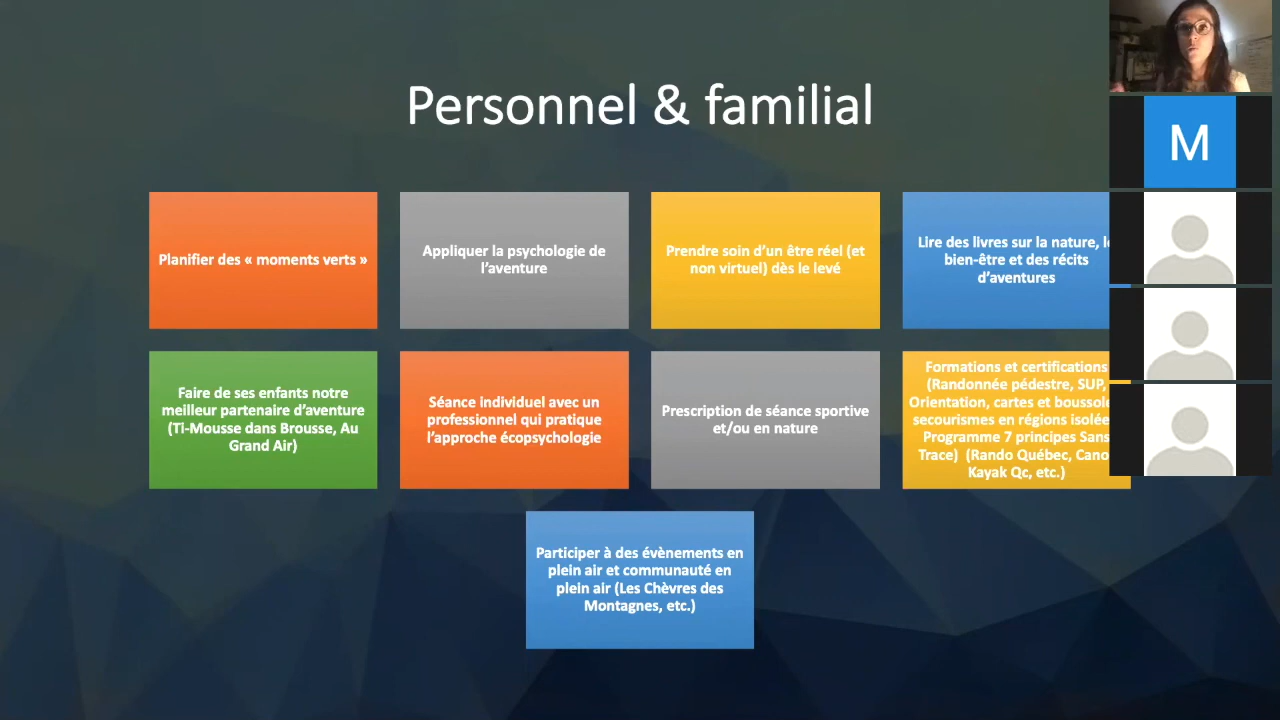 Personnel & familial
M
Planifier des « moments verts »
Appliquer la psychologie de
l'aventure
Prendre soin d'un être réel (et
non virtuel) dès le levé
Lire des livres sur la nature,
bien-être et des récits
d'aventures
Faire de ses enfants notre
meilleur partenaire d'aventure
(Ti-Mousse dans Brousse, Au
Grand Air)
Séance individuel avec un
professionnel qui pratique
l'approche écopsychologie
Prescription de séance sportive
et/ou en nature
Formations et certifications
(Randonnée pédestre, SUP,
Orientation, cartes et boussole
secourismes en régions isolée
Programme 7 principes Sans
Trace) (Rando Québec, Cano
Kayak Qc, etc.)
Participer à des évènements en
plein air et communauté en
plein air (Les Chèvres des
Montagnes, etc.)